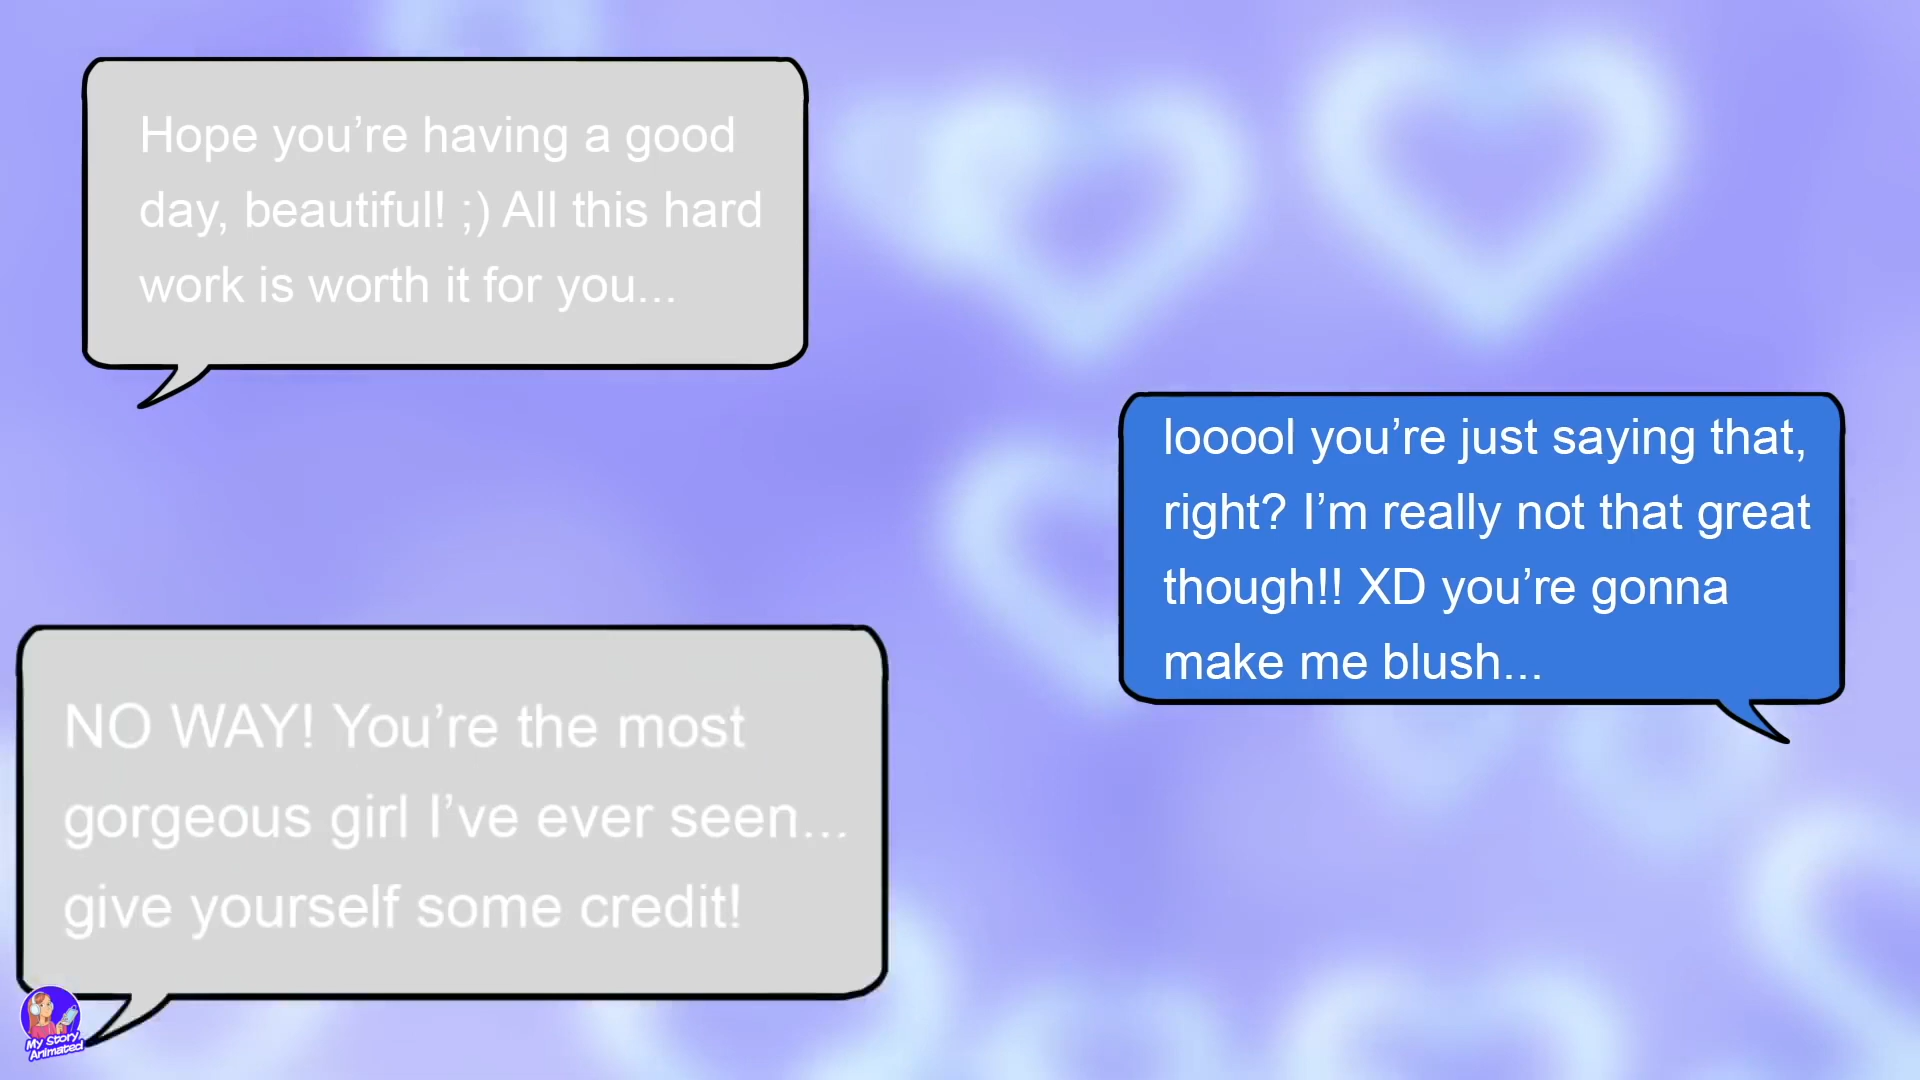 Hope you’re having a good
day, beautiful! ;) All this hard
work is worth it for you...
looool you’re just saying that,
right? I’m really not that great
though!! XD you’re gonna
make me blush...
NO WAY! You’re the most
gorgeous girl I’ve ever seen...
give yourself some credit!
My Story
Animated